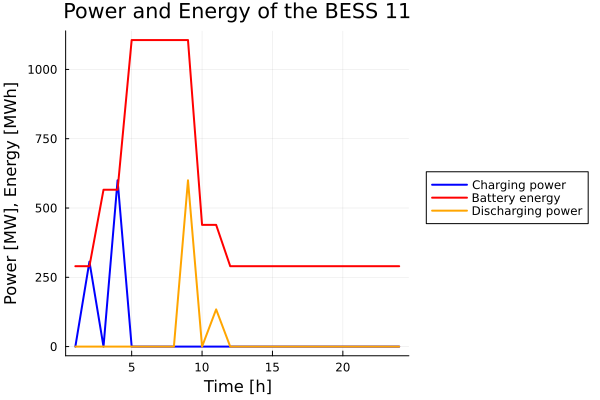 Power and Energy of the BESS 11
Power [MW], Energy [MWh]
1000
750
500
250
0
5
10
15
20
Time [h]
Charging power
Battery energy
Discharging power